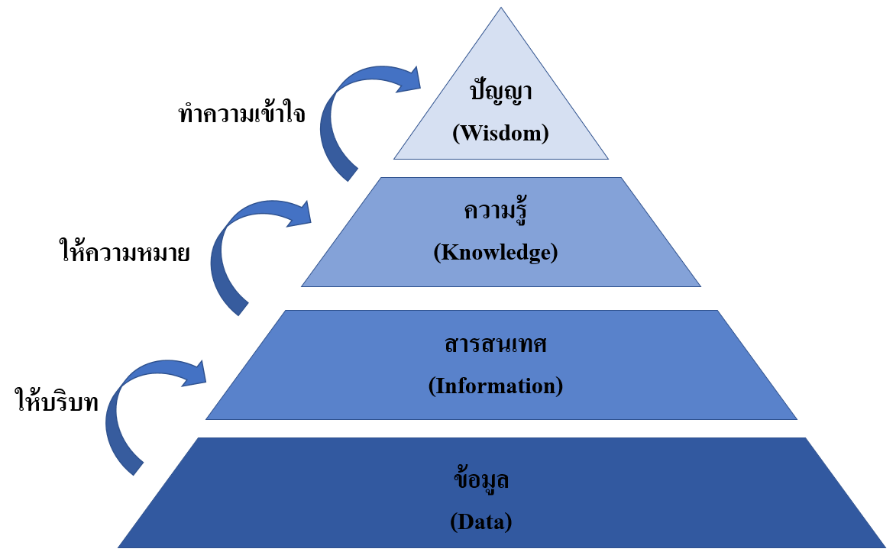 ปัญญา
(Wisdom)
ทำความเข้าใจ
ความรู้
(Knowledge)
ให้ความหมาย
สารสนเทศ
(Information)
ให้บริบท
ข้อมูล
(Data)